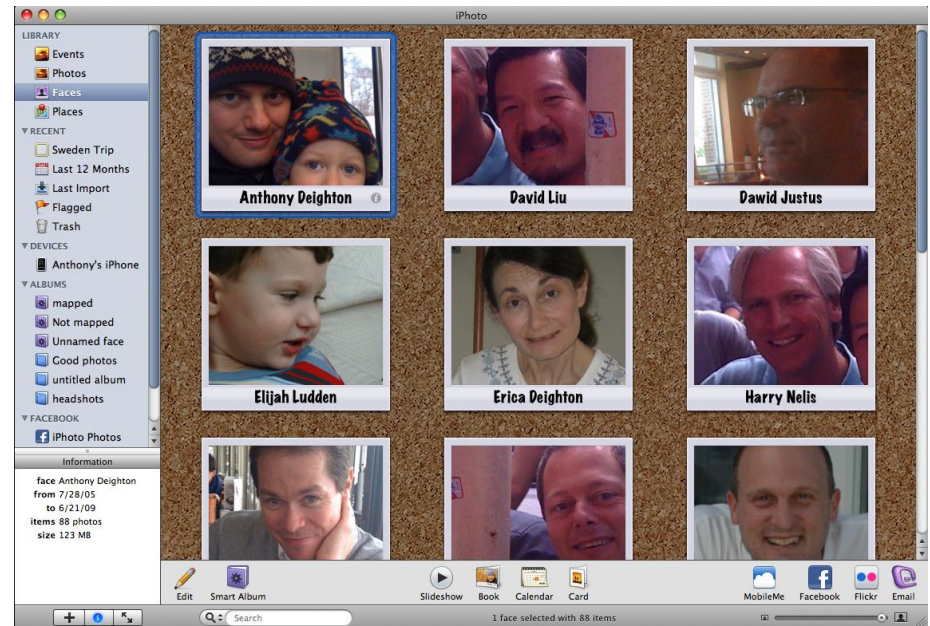 iPhoto
LIBRARY
Events
Photos
Faces
Places
RECENT
Sweden Trip
Last 12 Months
Last Import
Flagged
Trash
DEVICES
Anthony's iPhone
ALBUMS
mapped
Not mapped
Unnamed face
Good photos
untitled album
headshots
FACEBOOK
iPhoto Photos
Information
face Anthony Deighton
from 7/28/05
to 6/21/09
items 88 photos
size 123 MB
Anthony Deighton
David Liu
Dawid Justus
Elijah Ludden
Erica Deighton
Harry Nelis
Edit Smart Album Slideshow Book Calendar Card MobileMe Facebook Flickr Email
Search 1 face selected with 88 items